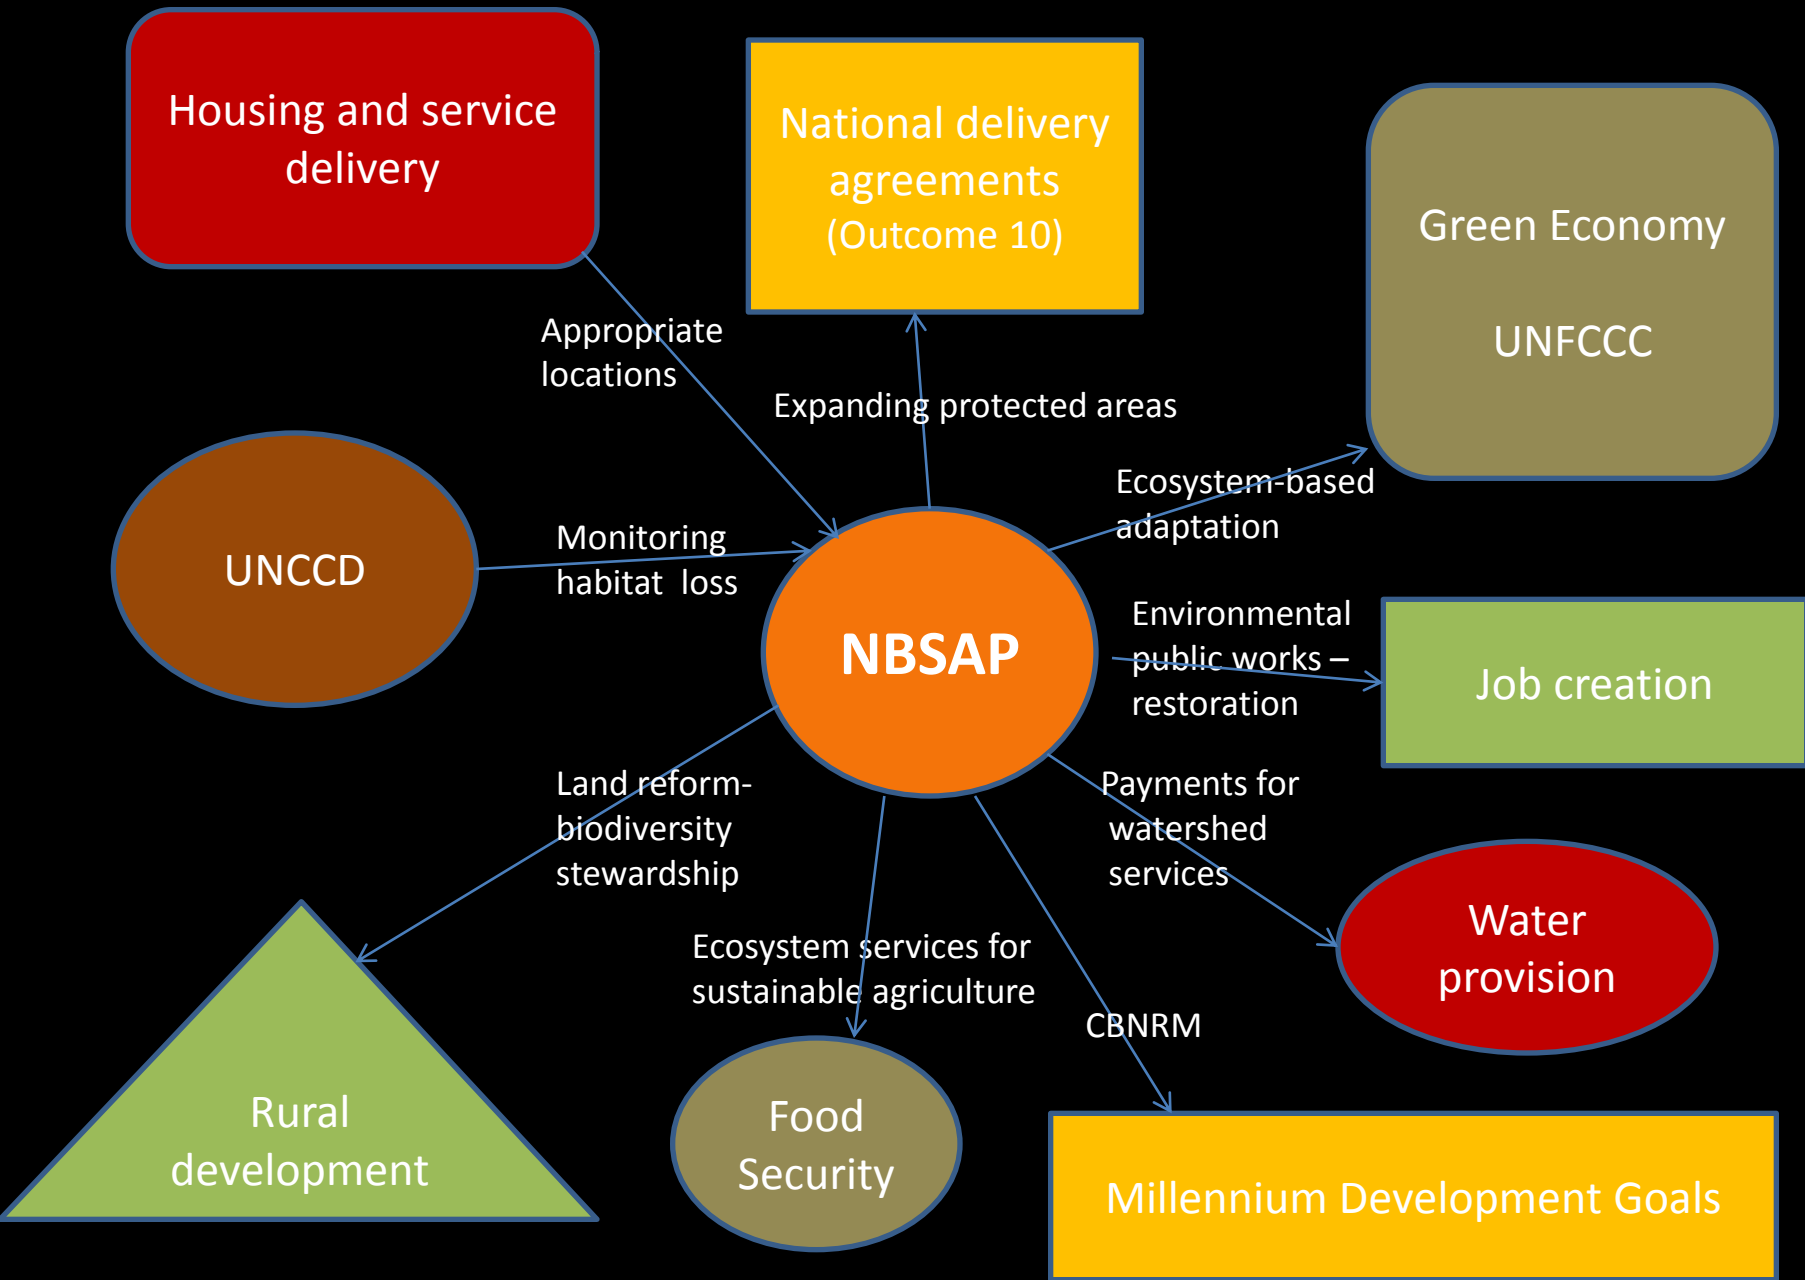 Housing and service
delivery
National delivery
agreements
(Outcome 10)
Green Economy
UNFCCC
Appropriate
locations
Expanding protected areas
Ecosystem-based
adaptation
UNCCD
Monitoring
habitat  loss
NBSAP
Environmental
public works –
restoration
Job creation
Land reform-
biodiversity
stewardship
Payments for
watershed
services
Water
provision
Ecosystem services for
sustainable agriculture
CBNRM
Rural
development
Food
Security
Millennium Development Goals